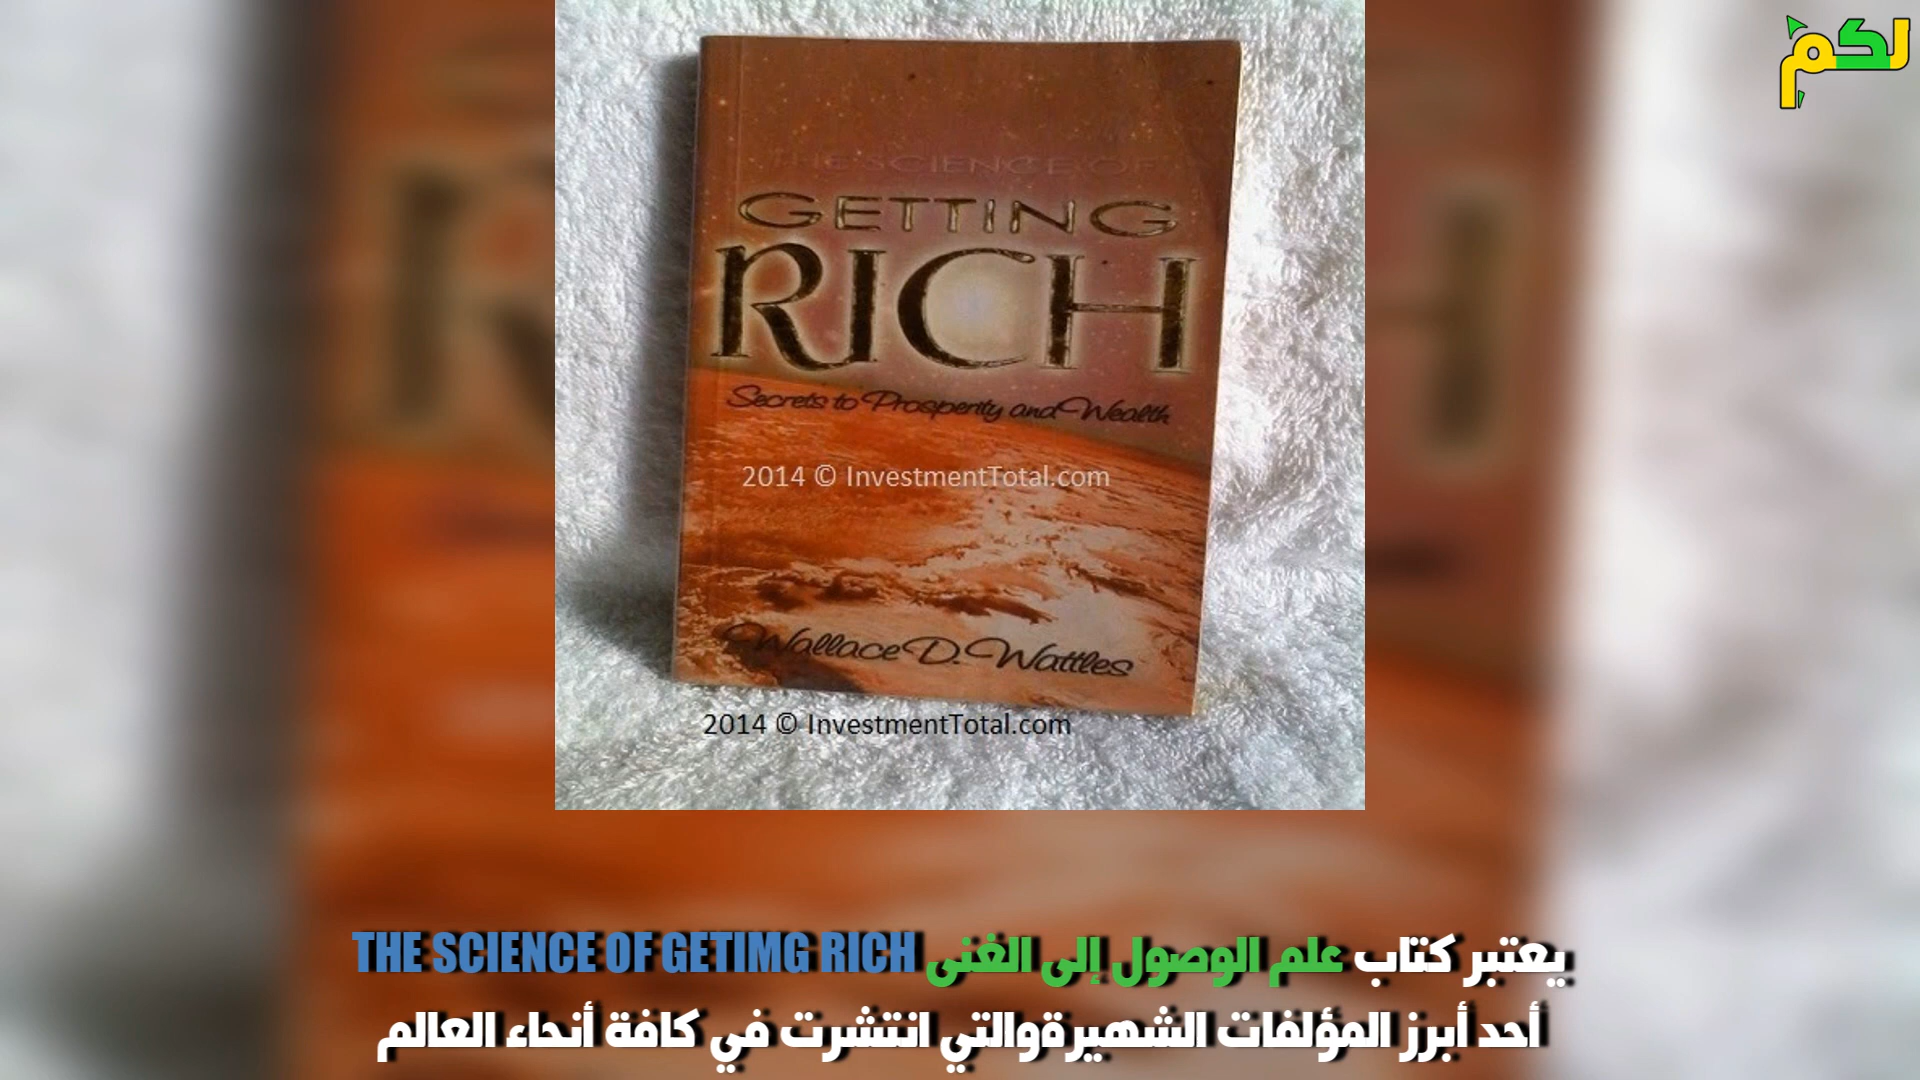 لكم
THE SCIENCE OF
GETTING
RICH
Secrets to Prosperity and Wealth
2014 © InvestmentTotal.com
Wallace D. Wattles
2014 © InvestmentTotal.com
يعتبر كتاب علم الوصول إلى الغنى THE SCIENCE OF GETIMG RICH
أحد أبرز المؤلفات الشهيرةوالتي انتشرت في كافة أنحاء العالم